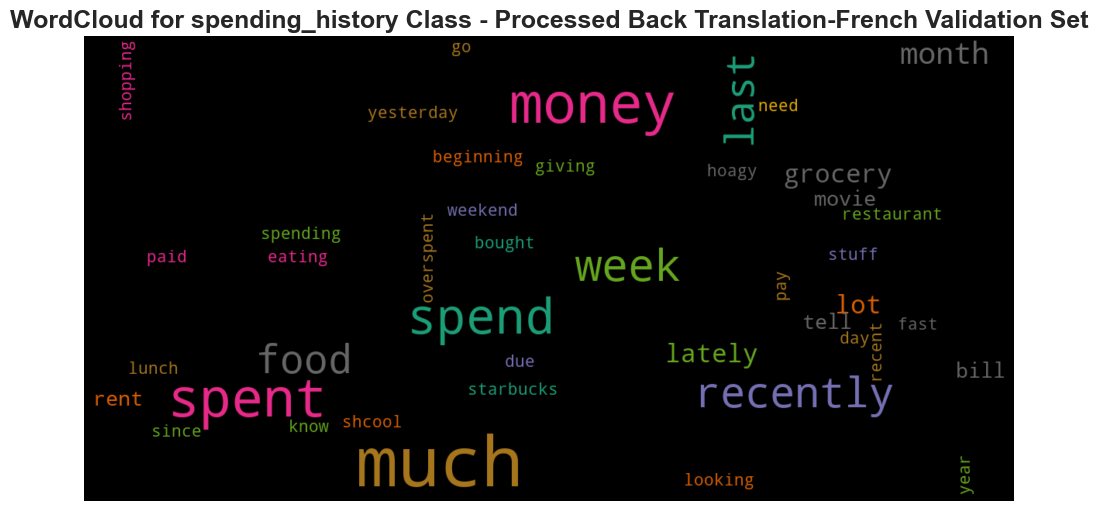 WordCloud for spending_history Class - Processed Back Translation-French Validation Set
shopping
go
month
last
money
need
yesterday
beginning
giving
hoagy
grocery
movie
restaurant
weekend
overspent
spending
bought
paid
eating
week
stuff
pay
lot
spend
tell
fast
day
recent
food
due
lately
lunch
bill
starbucks
recently
rent
spent
shcool
since
know
much
looking
year